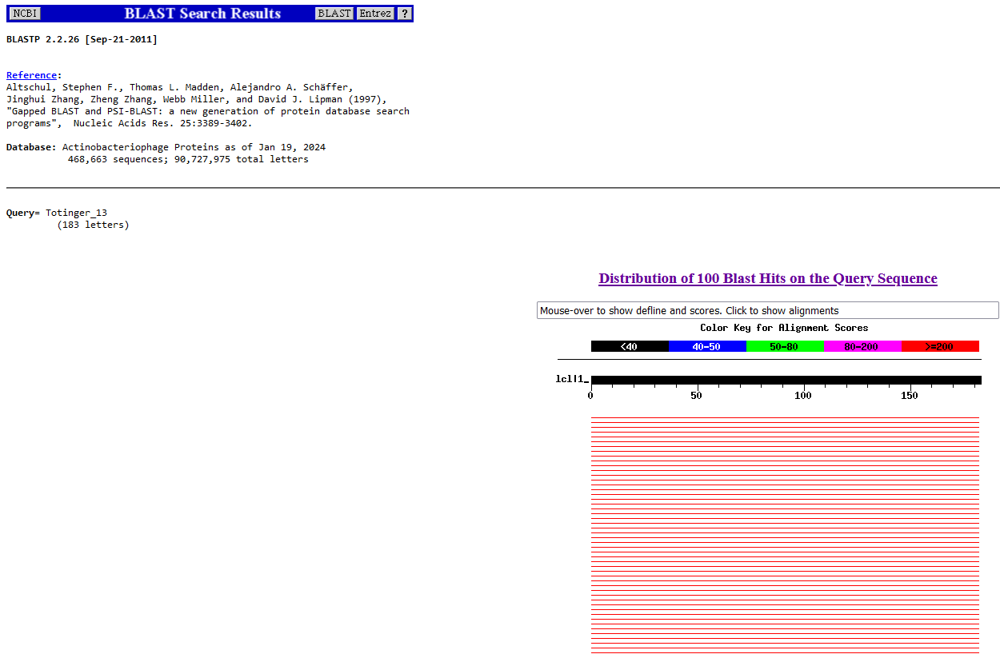 NCBI BLAST Search Results BLAST Entrez ?
BLASTP 2.2.26 [Sep-21-2011]
Reference:
Altschul, Stephen F., Thomas L. Madden, Alejandro A. Schäffer,
Jinghui Zhang, Zheng Zhang, Webb Miller, and David J. Lipman (1997),
"Gapped BLAST and PSI-BLAST: a new generation of protein database search
programs",  Nucleic Acids Res. 25:3389-3402.
Database: Actinobacteriophage Proteins as of Jan 19, 2024
468,663 sequences; 90,727,975 total letters
Query= Totinger_13
(183 letters)
Distribution of 100 Blast Hits on the Query Sequence
Mouse-over to show defline and scores. Click to show alignments
Color Key for Alignment Scores
<40 40-50 50-80 80-200 >=200
lcl|1_
0 50 100 150